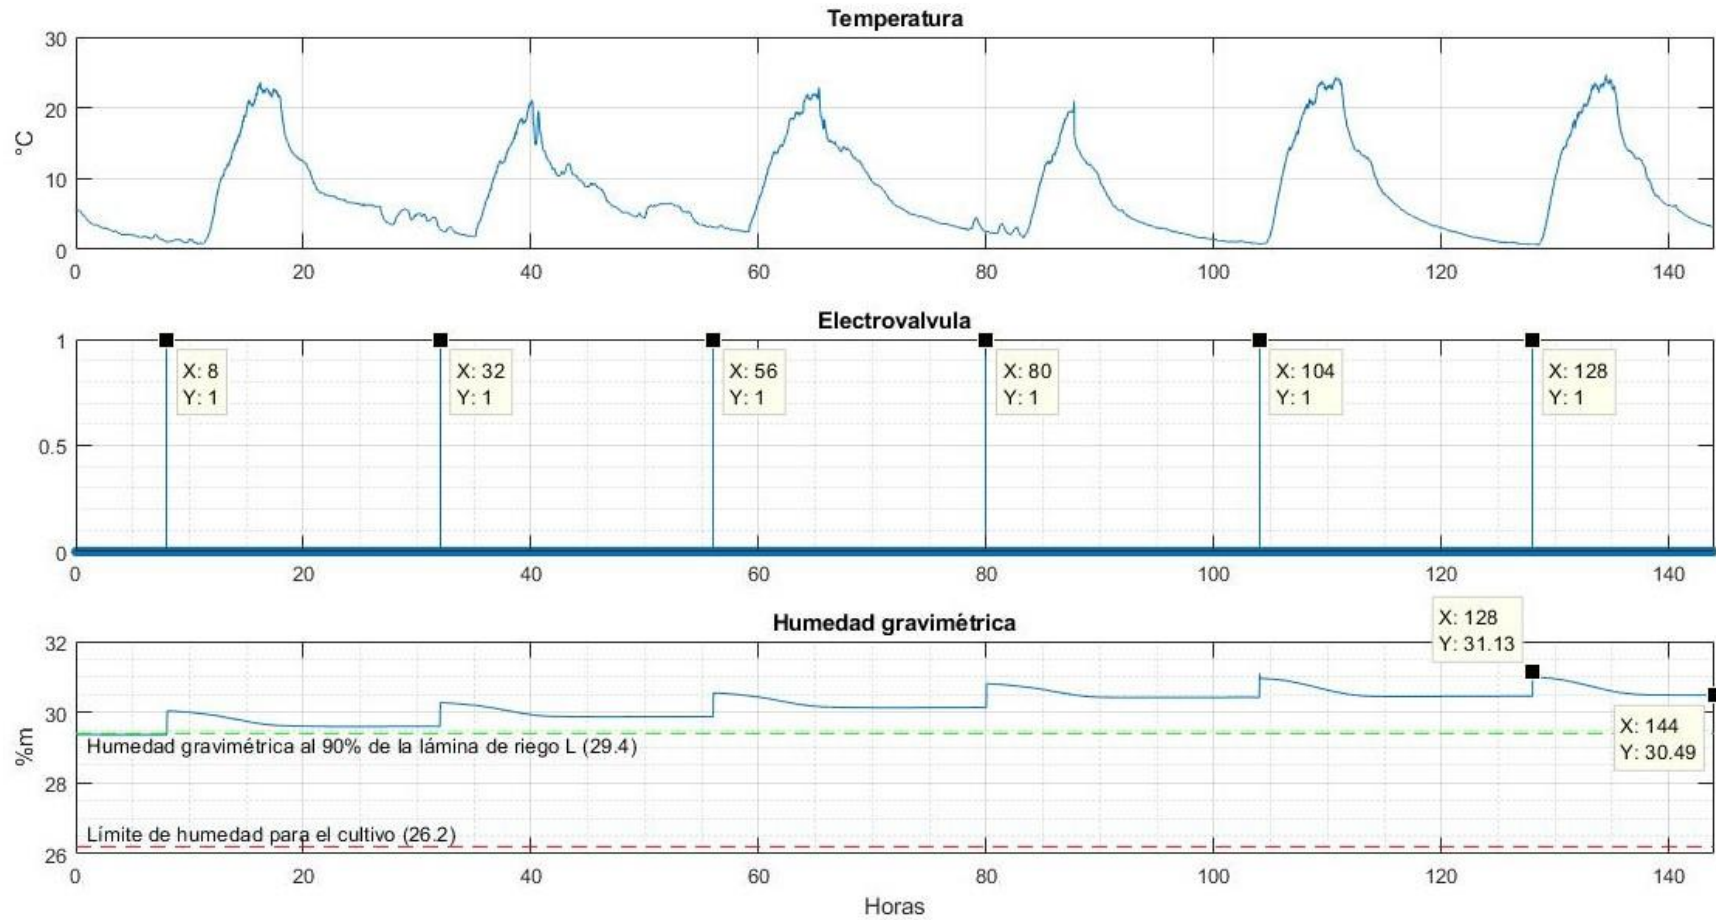 Temperatura
30
20
10
0
°C
0 20 40 60 80 100 120 140
Electrovalvula
1
0.5
0
X: 8
Y: 1
X: 32
Y: 1
X: 56
Y: 1
X: 80
Y: 1
X: 104
Y: 1
X: 128
Y: 1
0 20 40 60 80 100 120 140
Humedad gravimétrica
32
30
28
26
%m
X: 128
Y: 31.13
X: 144
Y: 30.49
Humedad gravimétrica al 90% de la lámina de riego L (29.4)
Límite de humedad para el cultivo (26.2)
0 20 40 60 80 100 120 140
Horas